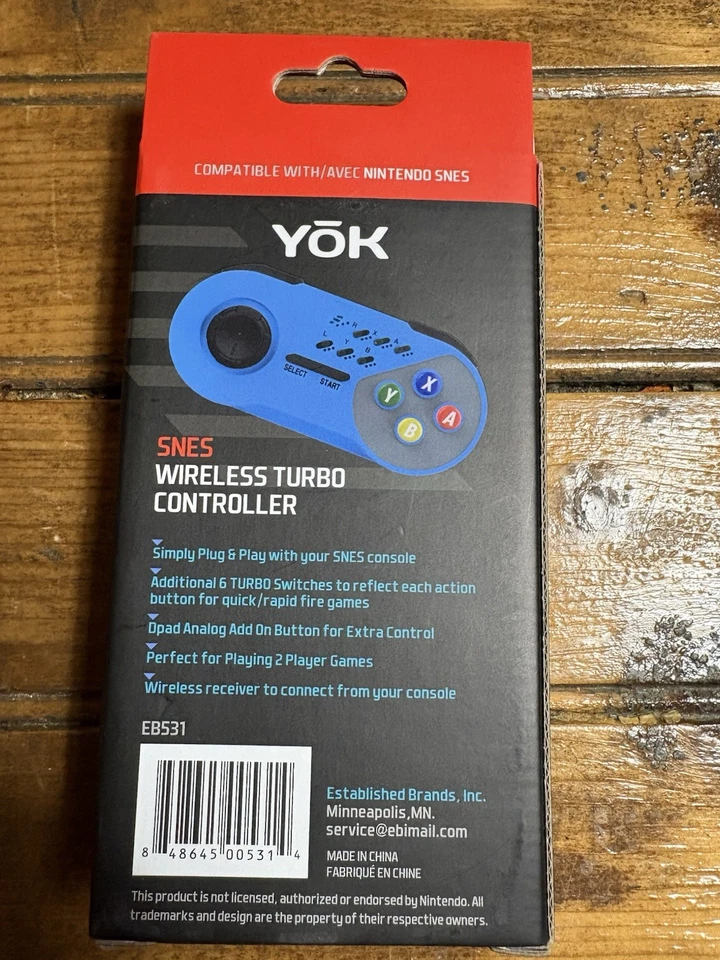 COMPATIBLE WITH/AVEC NINTENDO SNES
YŌK
L R X A
Y B
SELECT START
Y X
B A
SNES
WIRELESS TURBO
CONTROLLER
Simply Plug & Play with your SNES console
Additional 6 TURBO Switches to reflect each action
button for quick/rapid fire games
Dpad Analog Add On Button for Extra Control
Perfect for Playing 2 Player Games
Wireless receiver to connect from your console
EB531
8 48645 00531 4
Established Brands, Inc.
Minneapolis,MN.
service@ebimail.com
MADE IN CHINA
FABRIQUÉ EN CHINE
This product is not licensed, authorized or endorsed by Nintendo. All
trademarks and design are the property of their respective owners.